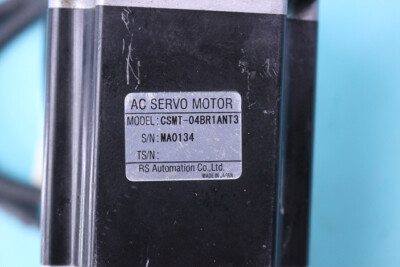 AC SERVO MOTOR
MODEL: CSMT-04BR1ANT3
S/N: MA0134
TS/N:
RS Automation Co., Ltd.
MADE IN JAPAN